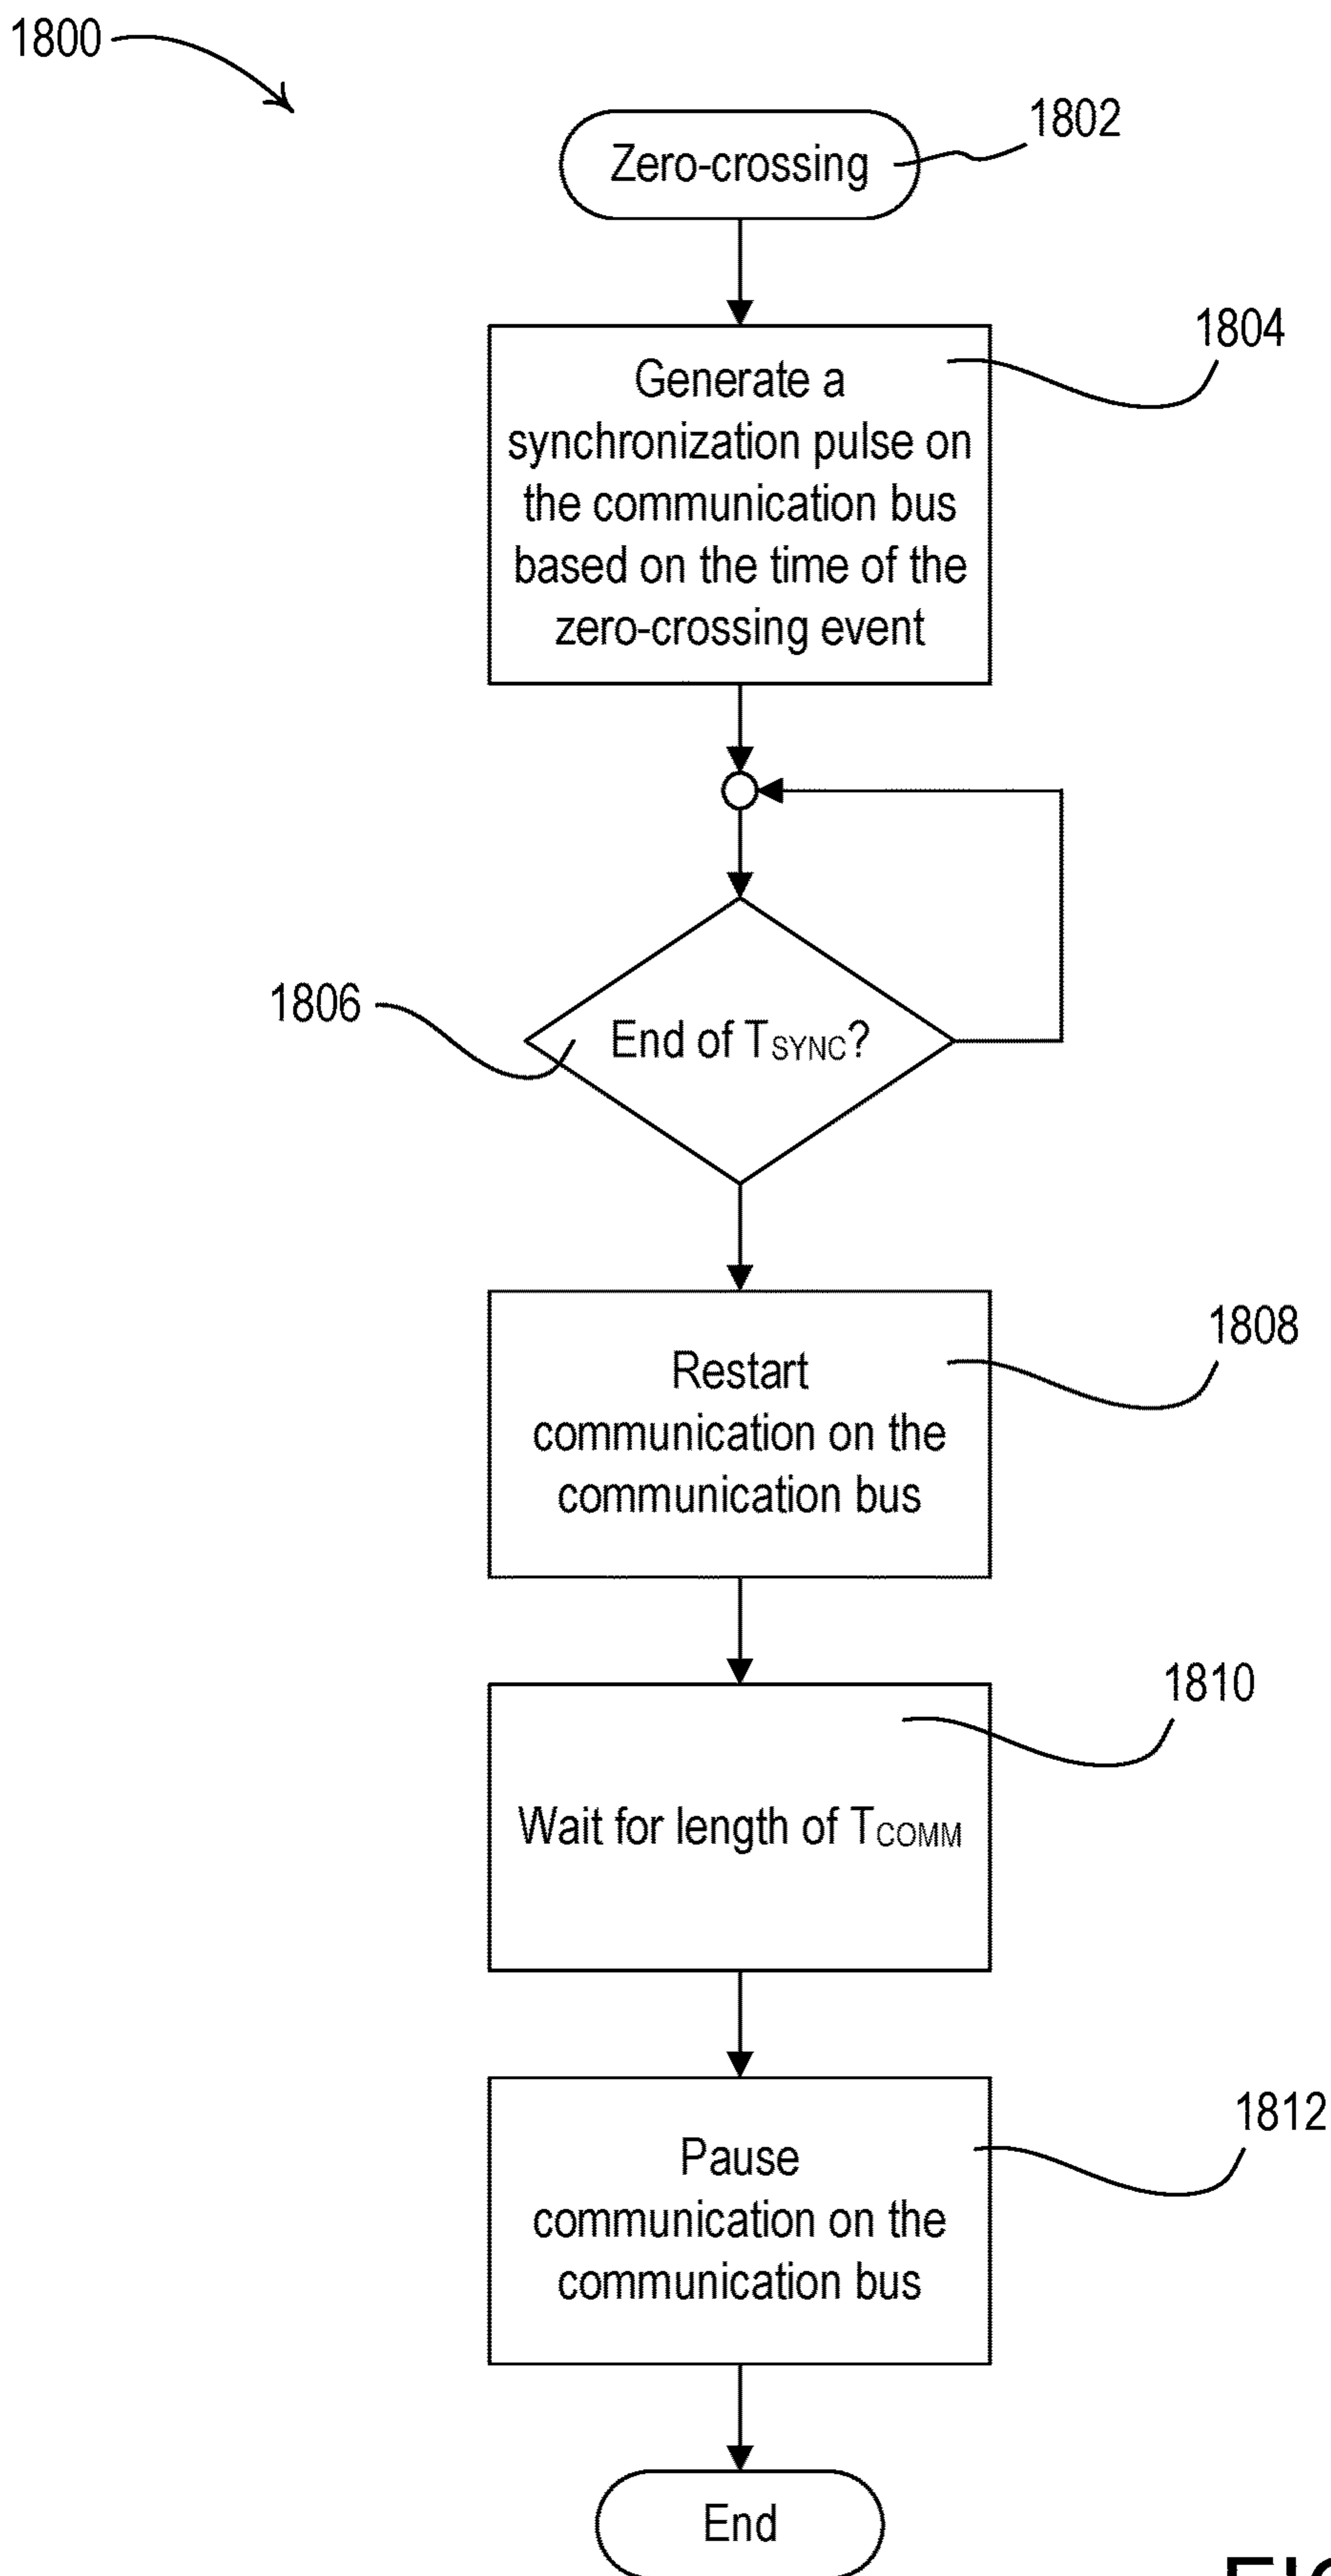 1800
1802
Zero-crossing
1804
Generate a
synchronization pulse on
the communication bus
based on the time of the
zero-crossing event
1806
End of TSYNC?
1808
Restart
communication on the
communication bus
1810
Wait for length of TCOMM
1812
Pause
communication on the
communication bus
End